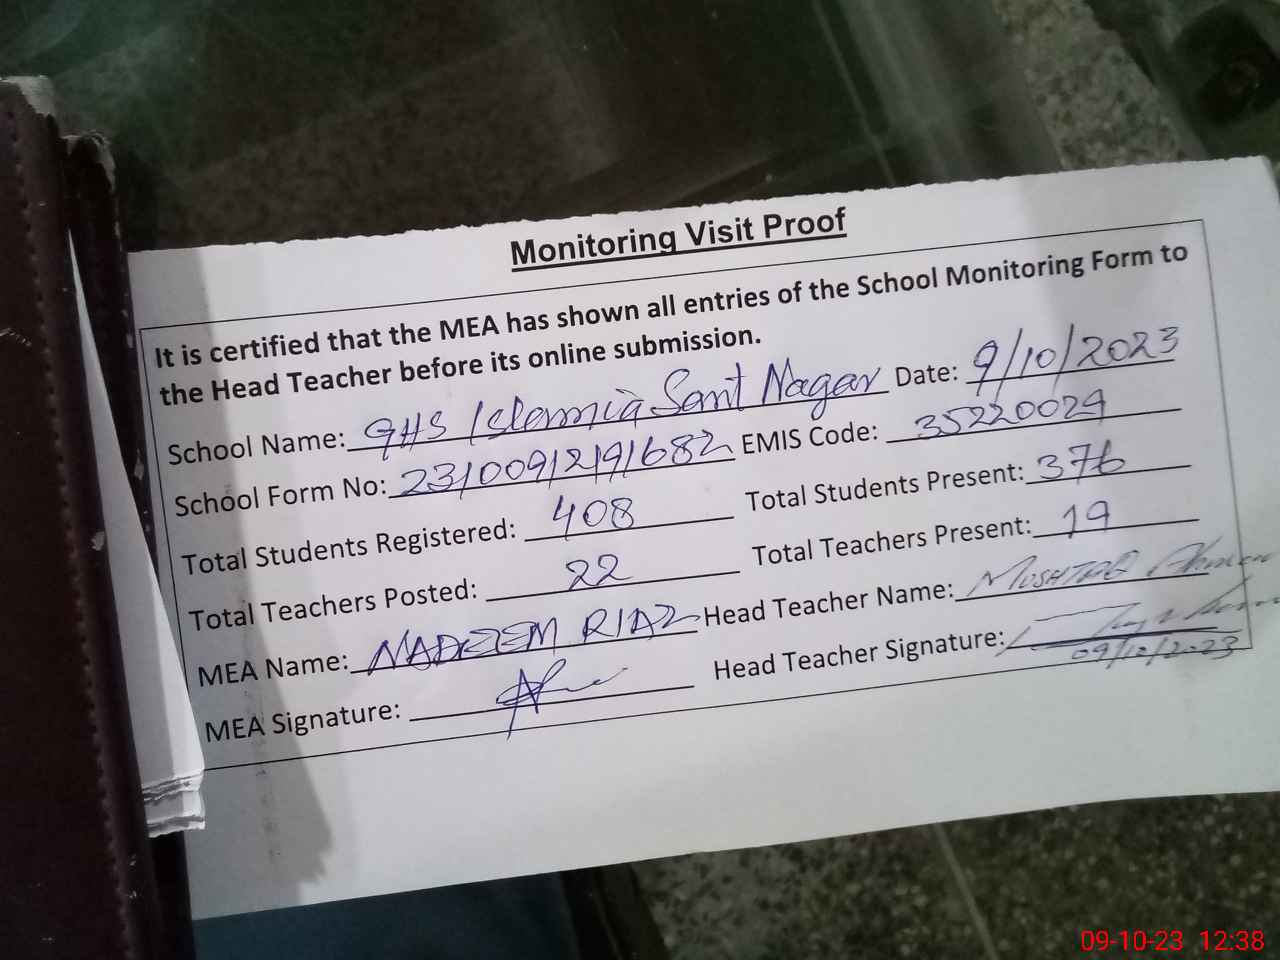 Monitoring Visit Proof
It is certified that the MEA has shown all entries of the School Monitoring Form to
the Head Teacher before its online submission.
School Name: GHS Islamia Sant Nagar Date: 9/10/2023
School Form No: 231009121911682 EMIS Code: 35220029
Total Students Registered: 408 Total Students Present: 376
Total Teachers Posted: 22 Total Teachers Present: 19
MEA Name: NADEEM RIAZ Head Teacher Name: MUSHTAQ Ahmed
MEA Signature: Head Teacher Signature:
09/10/2023
09-10-23 12:38